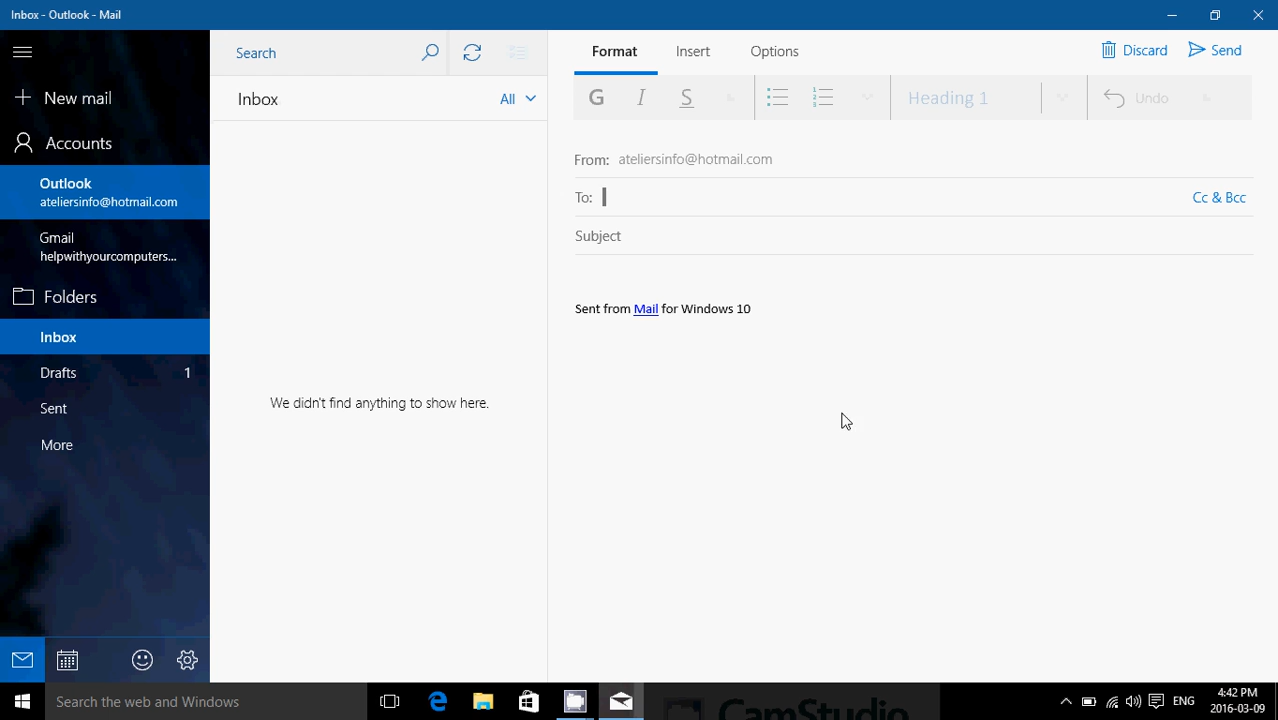 Inbox - Outlook - Mail
New mail
Accounts
Outlook
ateliersinfo@hotmail.com
Gmail
helpwithyourcomputers...
Folders
Inbox
Drafts 1
Sent
More
Search
Inbox All
We didn't find anything to show here.
Format Insert Options Discard Send
G I S Heading 1 Undo
From: ateliersinfo@hotmail.com
To: Cc & Bcc
Subject
Sent from Mail for Windows 10
Search the web and Windows
CamStudio
ENG
4:42 PM
2016-03-09